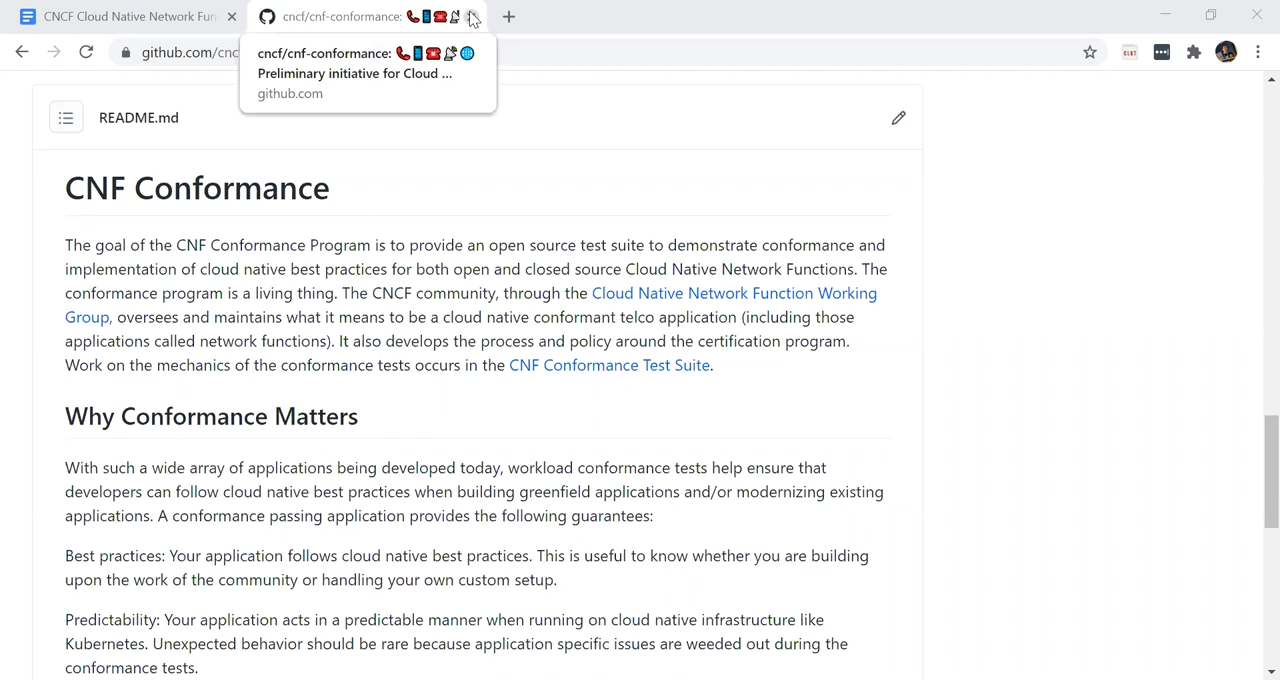 CNCF Cloud Native Network Fun
cncf/cnf-conformance:
github.com/cnc
cncf/cnf-conformance:
Preliminary initiative for Cloud ...
github.com
README.md
CNF Conformance
The goal of the CNF Conformance Program is to provide an open source test suite to demonstrate conformance and
implementation of cloud native best practices for both open and closed source Cloud Native Network Functions. The
conformance program is a living thing. The CNCF community, through the Cloud Native Network Function Working
Group, oversees and maintains what it means to be a cloud native conformant telco application (including those
applications called network functions). It also develops the process and policy around the certification program.
Work on the mechanics of the conformance tests occurs in the CNF Conformance Test Suite.
Why Conformance Matters
With such a wide array of applications being developed today, workload conformance tests help ensure that
developers can follow cloud native best practices when building greenfield applications and/or modernizing existing
applications. A conformance passing application provides the following guarantees:
Best practices: Your application follows cloud native best practices. This is useful to know whether you are building
upon the work of the community or handling your own custom setup.
Predictability: Your application acts in a predictable manner when running on cloud native infrastructure like
Kubernetes. Unexpected behavior should be rare because application specific issues are weeded out during the
conformance tests.